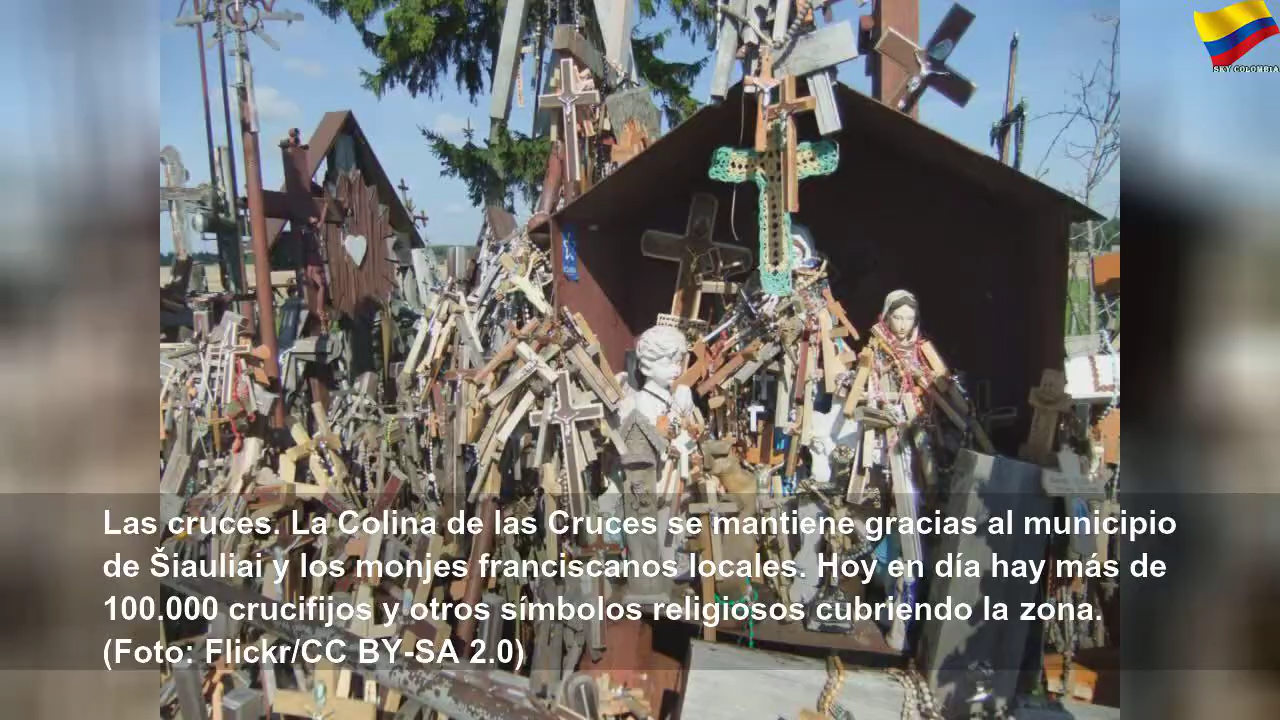 SKY COLOMBIA
Las cruces. La Colina de las Cruces se mantiene gracias al municipio
de Šiauliai y los monjes franciscanos locales. Hoy en día hay más de
100.000 crucifijos y otros símbolos religiosos cubriendo la zona.
(Foto: Flickr/CC BY-SA 2.0)